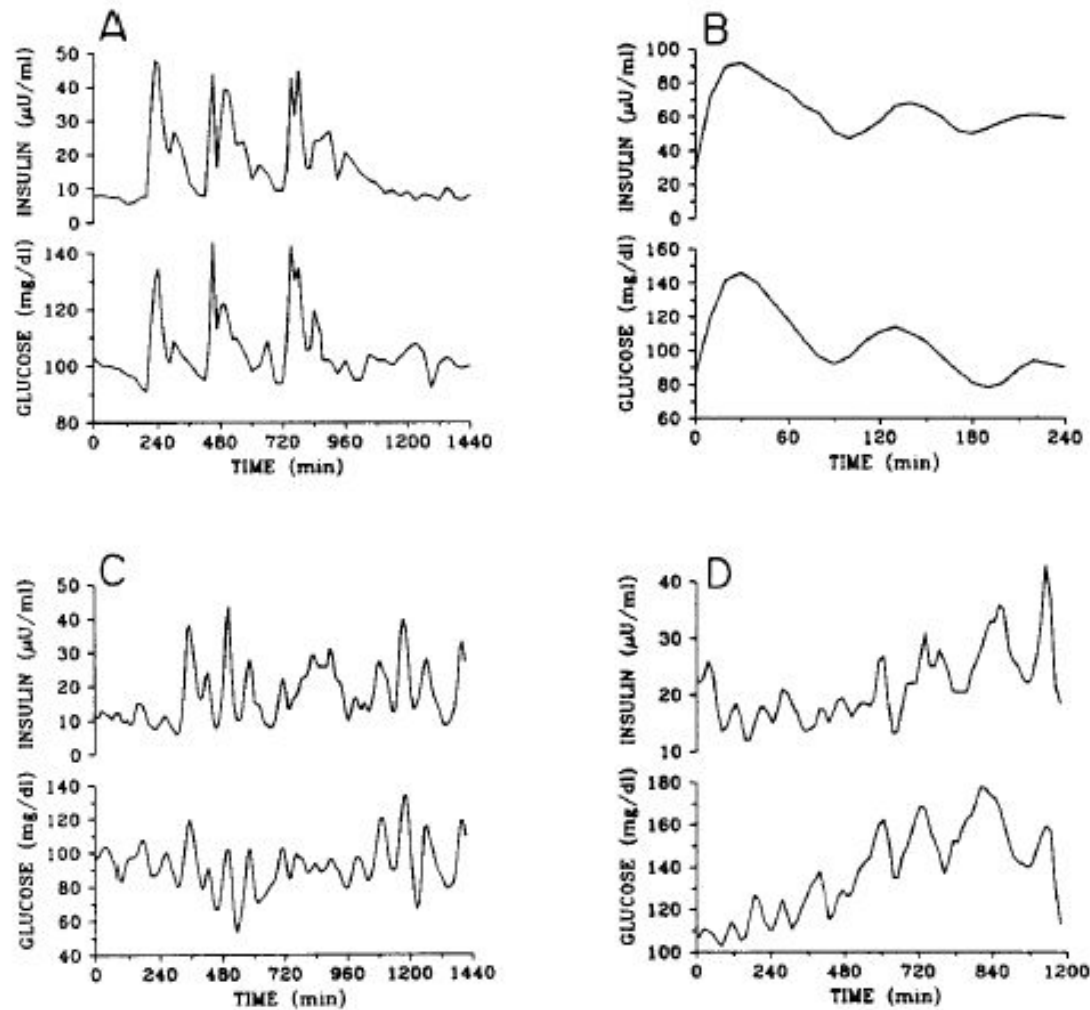 A
INSULIN (μU/ml)
50
40
30
20
10
0
GLUCOSE (mg/dl)
140
120
100
80
0 240 480 720 960 1200 1440
TIME (min)
B
INSULIN (μU/ml)
100
80
60
40
20
0
GLUCOSE (mg/dl)
160
140
120
100
80
60
0 60 120 180 240
TIME (min)
C
INSULIN (μU/ml)
50
40
30
20
10
0
GLUCOSE (mg/dl)
140
120
100
80
60
40
0 240 480 720 960 1200 1440
TIME (min)
D
INSULIN (μU/ml)
40
30
20
10
GLUCOSE (mg/dl)
180
160
140
120
100
0 240 480 720 840 1200
TIME (min)